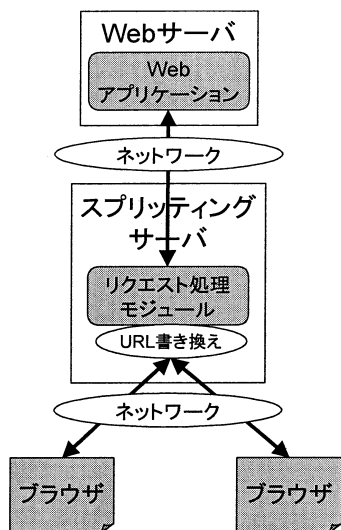 Webサーバ
Web
アプリケーション
ネットワーク
スプリッティング
サーバ
リクエスト処理
モジュール
URL書き換え
ネットワーク
ブラウザ
ブラウザ